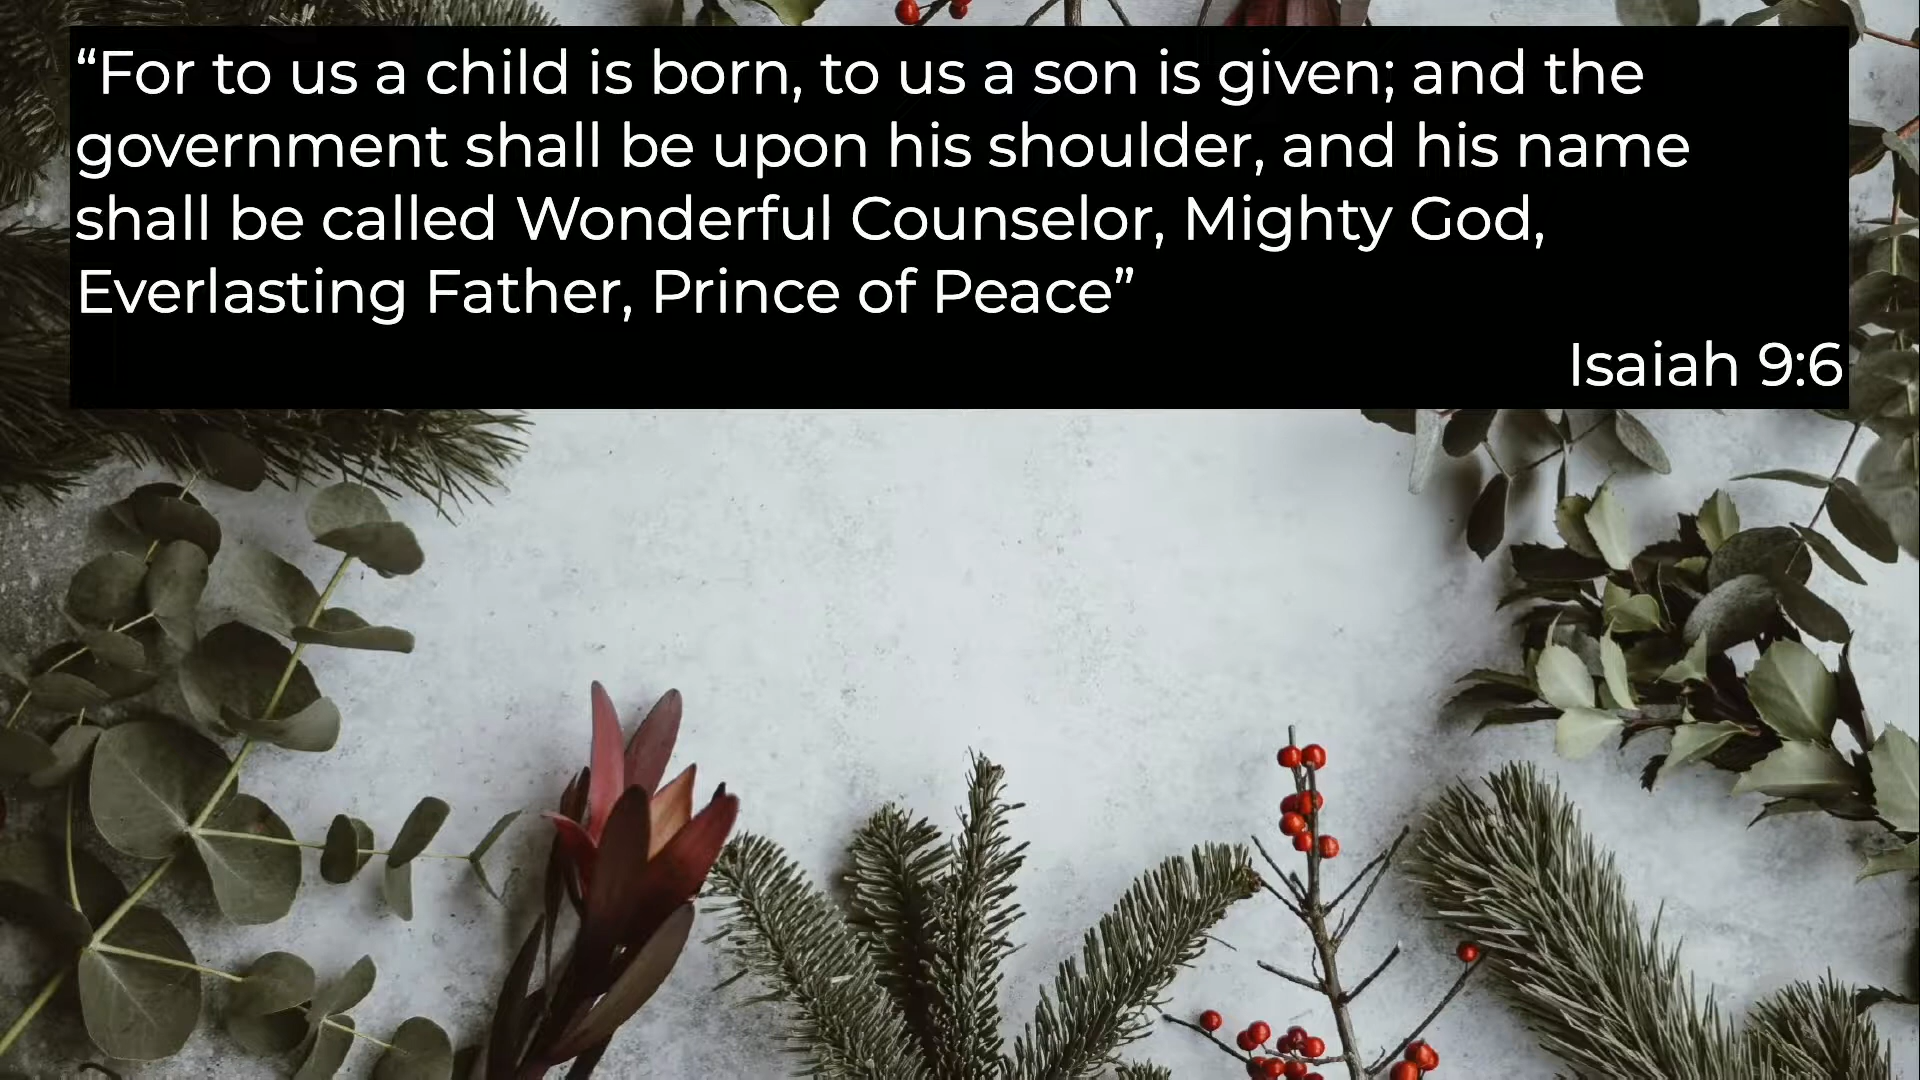 “For to us a child is born, to us a son is given; and the
government shall be upon his shoulder, and his name
shall be called Wonderful Counselor, Mighty God,
Everlasting Father, Prince of Peace”
Isaiah 9:6